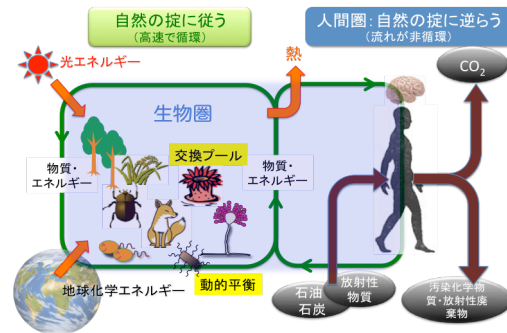 自然の掟に従う
(高速で循環)
人間圏:自然の掟に逆らう
(流れが非循環)
光エネルギー
熱
CO2
生物圏
物質・
エネルギー
交換プール
物質・
エネルギー
地球化学エネルギー
動的平衡
石油
石炭
放射性
物質
汚染化学物
質・放射性廃
棄物